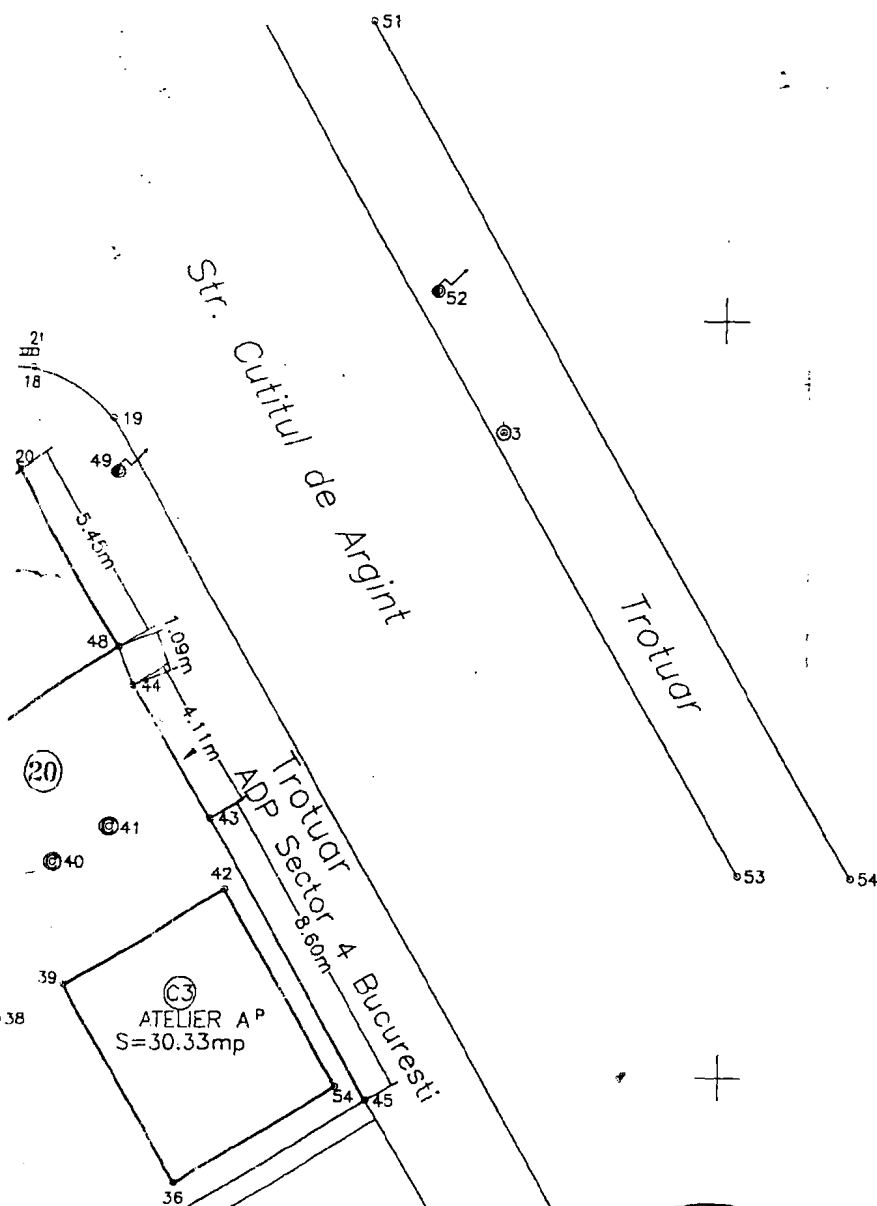 51
Str. Cutitul de Argint
52
21
18
19
3
20
49
5.45m
Trotuar
48
1.09m
44
4.11m
20
Trotuar
ADP Sector 4 Bucuresti
43
41
40
42
53
54
8.60m
39
C3
38
ATELIER AP
S=30.33mp
54
45
36